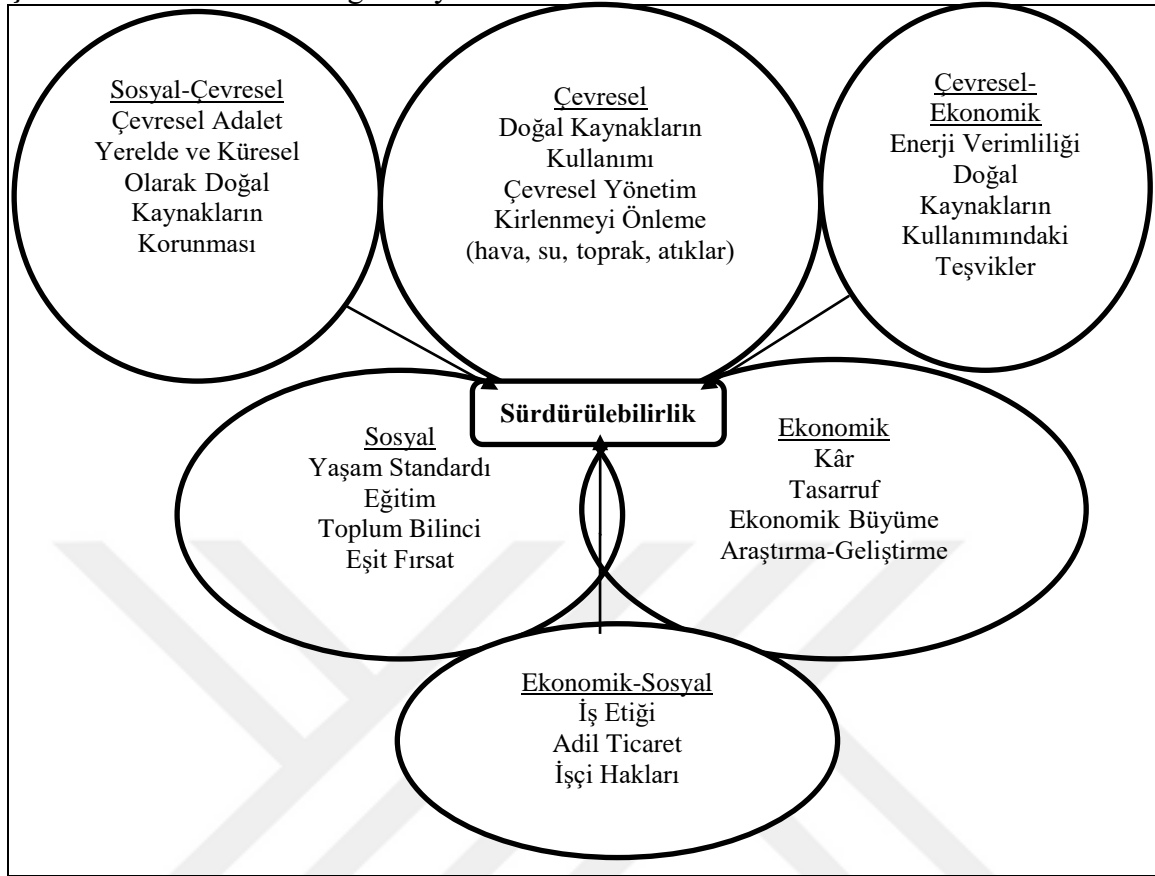 Sosyal-Çevresel
Çevresel Adalet
Yerelde ve Küresel
Olarak Doğal
Kaynakların
Korunması
Çevresel
Doğal Kaynakların
Kullanımı
Çevresel Yönetim
Kirlenmeyi Önleme
(hava, su, toprak, atıklar)
Çevresel-
Ekonomik
Enerji Verimliliği
Doğal
Kaynakların
Kullanımındaki
Teşvikler
Sürdürülebilirlik
Sosyal
Yaşam Standardı
Eğitim
Toplum Bilinci
Eşit Fırsat
Ekonomik
Kâr
Tasarruf
Ekonomik Büyüme
Araştırma-Geliştirme
Ekonomik-Sosyal
İş Etiği
Adil Ticaret
İşçi Hakları